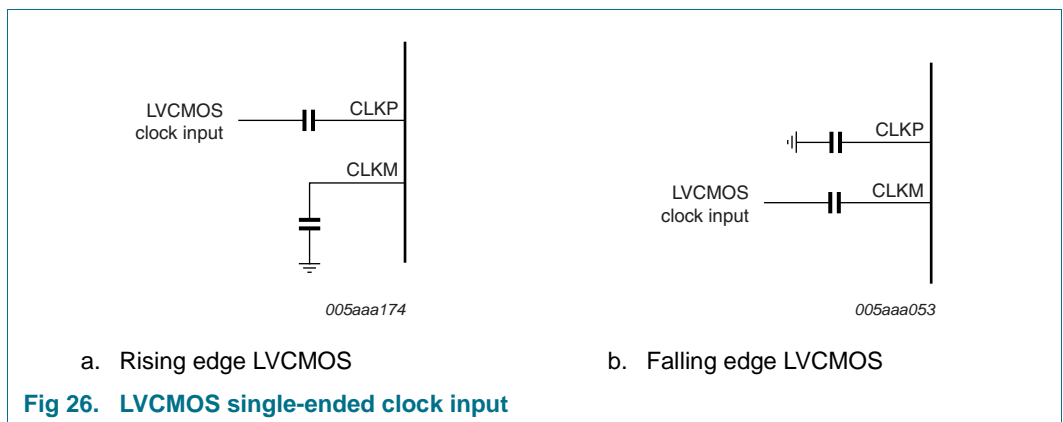 LVCMOS
clock input
CLKP
CLKM
005aaa174
a. Rising edge LVCMOS
CLKP
LVCMOS
clock input
CLKM
005aaa053
b. Falling edge LVCMOS
Fig 26. LVCMOS single-ended clock input